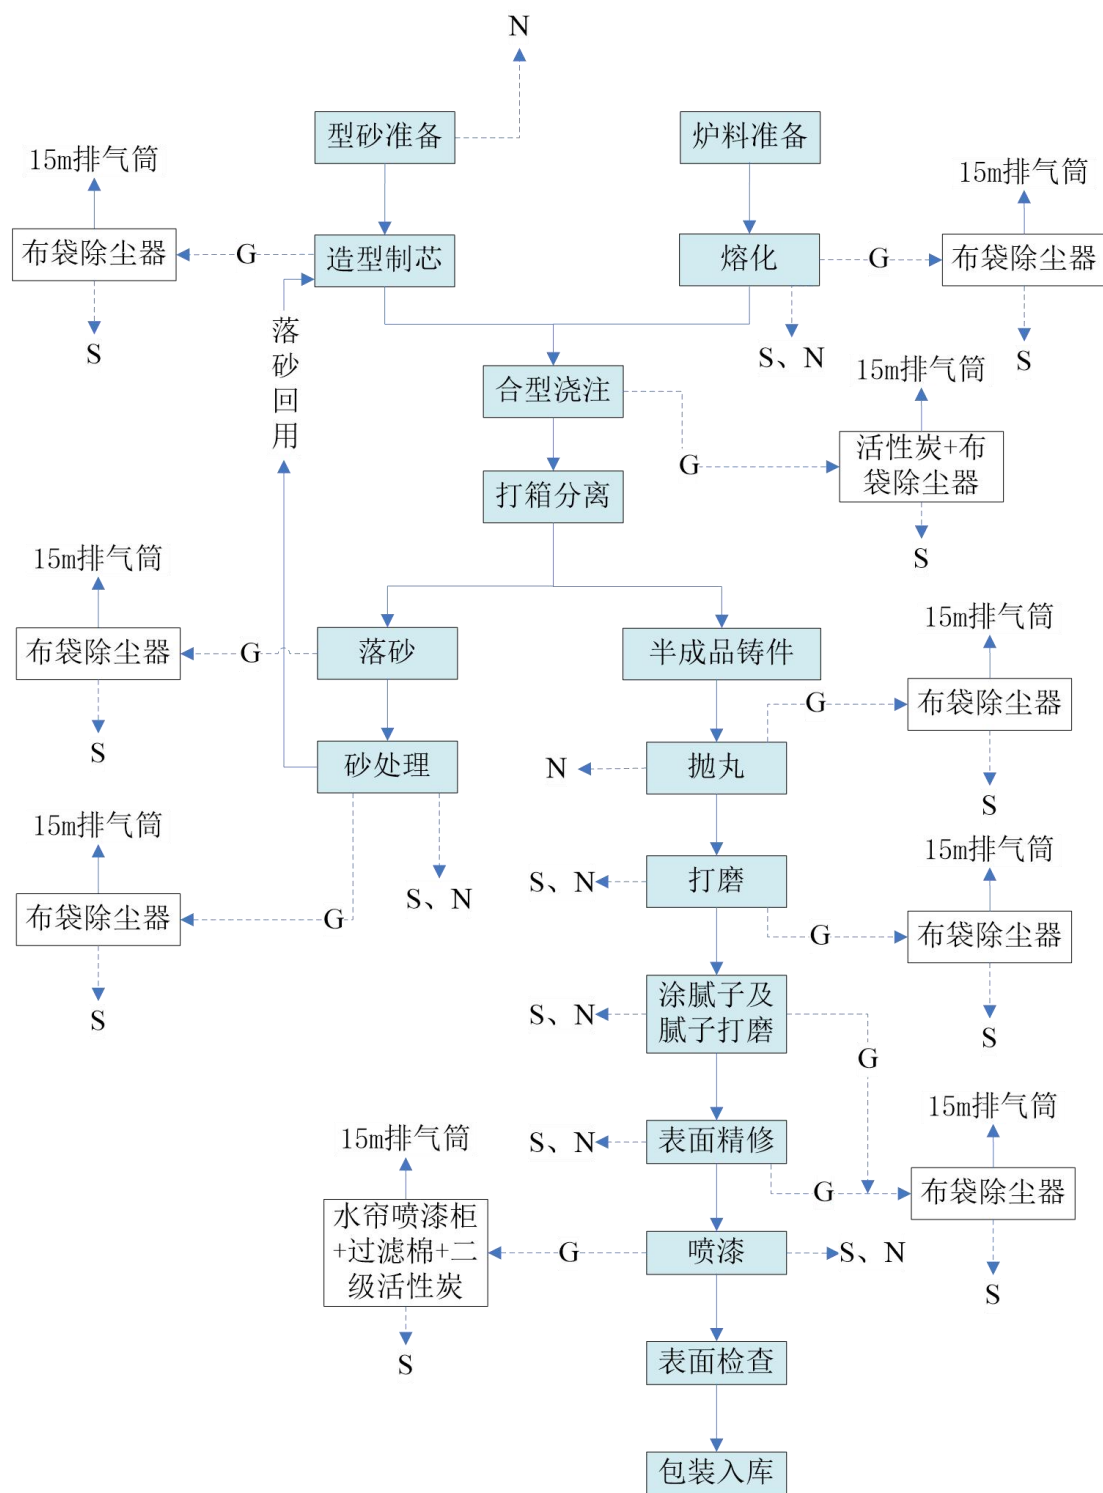 N
型砂准备
炉料准备
15m排气筒
15m排气筒
布袋除尘器
G
造型制芯
熔化
G
布袋除尘器
S
落
砂
回
用
S、N
S
合型浇注
15m排气筒
G
活性炭+布
袋除尘器
打箱分离
S
15m排气筒
15m排气筒
布袋除尘器
G
落砂
半成品铸件
G
布袋除尘器
S
砂处理
N
抛丸
S
15m排气筒
S、N
15m排气筒
布袋除尘器
G
S、N
打磨
G
布袋除尘器
S
S、N
涂腻子及
腻子打磨
G
S
15m排气筒
15m排气筒
S、N
表面精修
G
布袋除尘器
水帘喷漆柜
+过滤棉+二
级活性炭
G
喷漆
S、N
S
S
表面检查
包装入库